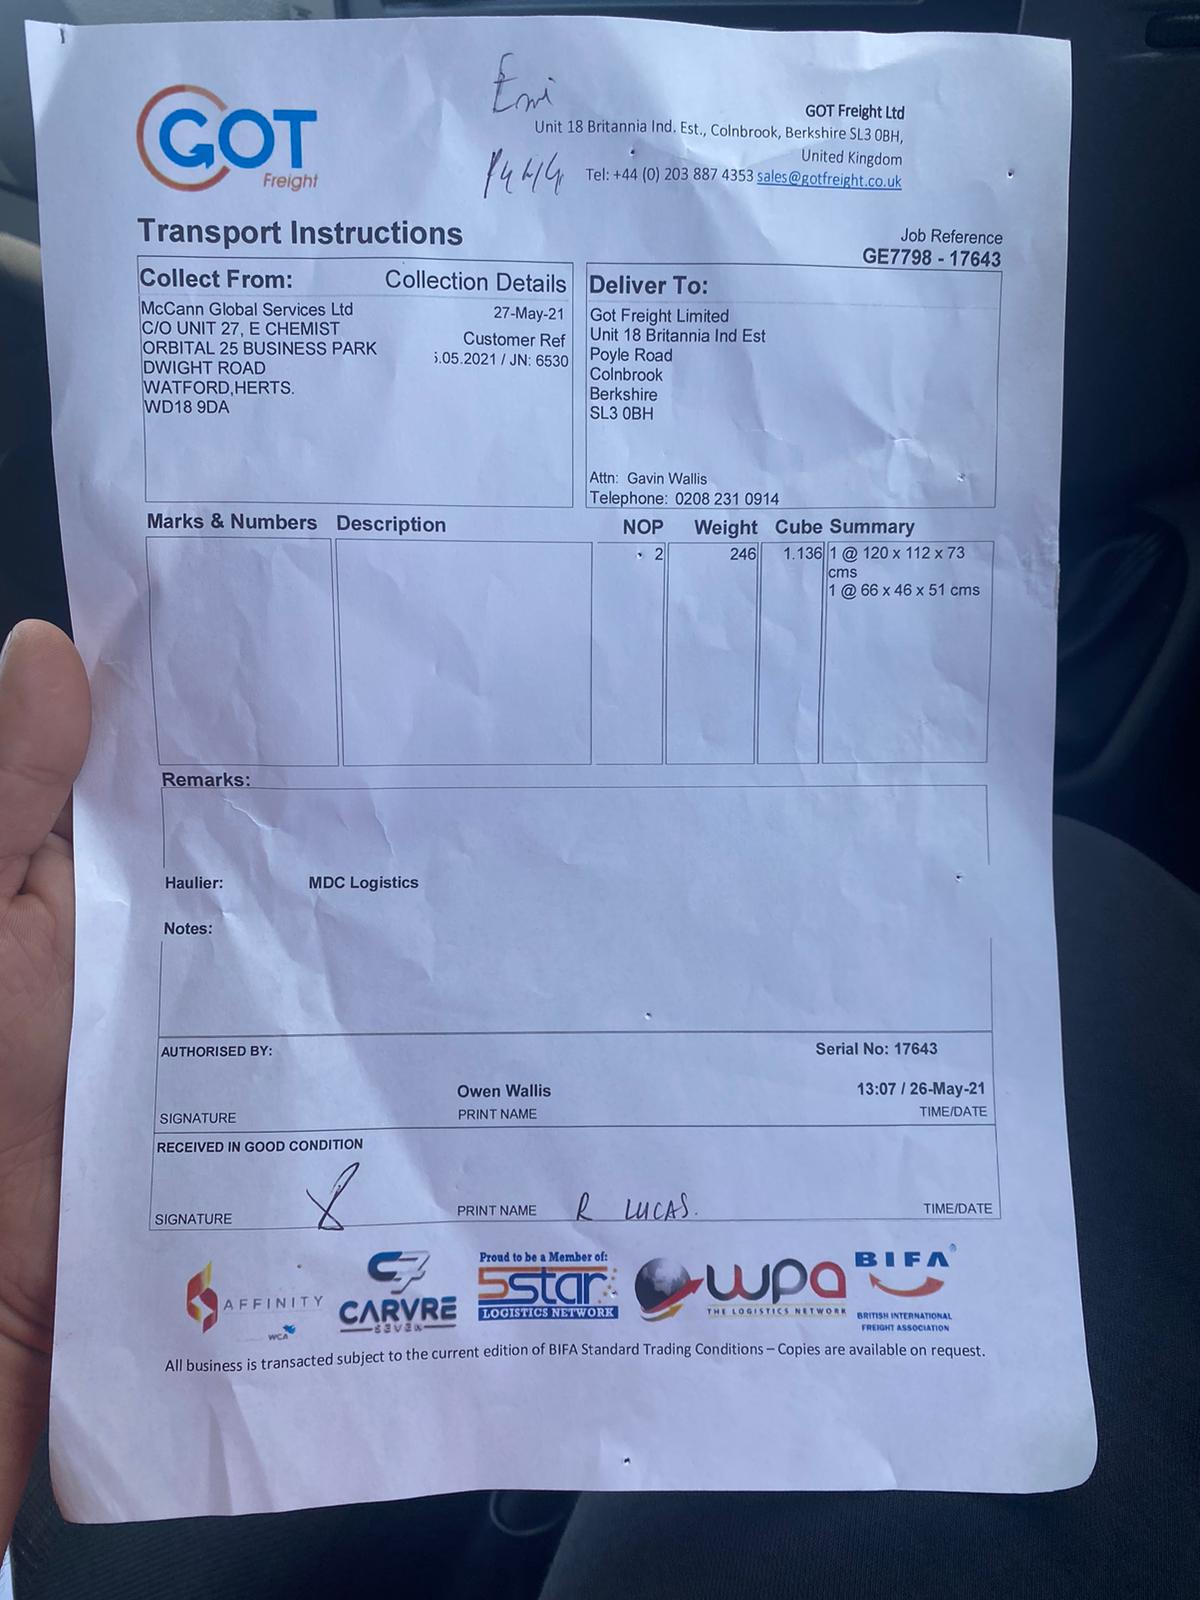 GOT
Freight
GOT Freight Ltd
Unit 18 Britannia Ind. Est., Colnbrook, Berkshire SL3 0BH,
United Kingdom
Tel: +44 (0) 203 887 4353 sales@gotfreight.co.uk
Transport Instructions
Job Reference
GE7798 - 17643
Collect From: Collection Details
McCann Global Services Ltd 27-May-21
C/O UNIT 27, E CHEMIST Customer Ref
ORBITAL 25 BUSINESS PARK .05.2021 / JN: 6530
DWIGHT ROAD
WATFORD,HERTS.
WD18 9DA
Deliver To:
Got Freight Limited
Unit 18 Britannia Ind Est
Poyle Road
Colnbrook
Berkshire
SL3 0BH
Attn: Gavin Wallis
Telephone: 0208 231 0914
Marks & Numbers Description NOP Weight Cube Summary
2 246 1.136 1 @ 120 x 112 x 73
cms
1 @ 66 x 46 x 51 cms
Remarks:
Haulier: MDC Logistics
Notes:
AUTHORISED BY: Serial No: 17643
Owen Wallis 13:07 / 26-May-21
SIGNATURE PRINT NAME TIME/DATE
RECEIVED IN GOOD CONDITION
SIGNATURE PRINT NAME R LUCAS. TIME/DATE
AFFINITY
WCA
CARVRE
SEVEN
Proud to be a Member of:
5star
LOGISTICS NETWORK
wpa
THE LOGISTICS NETWORK
BIFA®
BRITISH INTERNATIONAL
FREIGHT ASSOCIATION
All business is transacted subject to the current edition of BIFA Standard Trading Conditions – Copies are available on request.